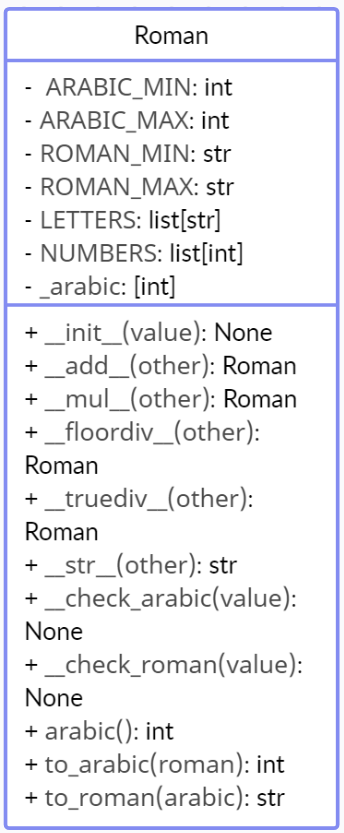 Roman
- ARABIC_MIN: int
- ARABIC_MAX: int
- ROMAN_MIN: str
- ROMAN_MAX: str
- LETTERS: list[str]
- NUMBERS: list[int]
- _arabic: [int]
+ __init__(value): None
+ __add__(other): Roman
+ __mul__(other): Roman
+ __floordiv__(other):
Roman
+ __truediv__(other):
Roman
+ __str__(other): str
+ __check_arabic(value):
None
+ __check_roman(value):
None
+ arabic(): int
+ to_arabic(roman): int
+ to_roman(arabic): str